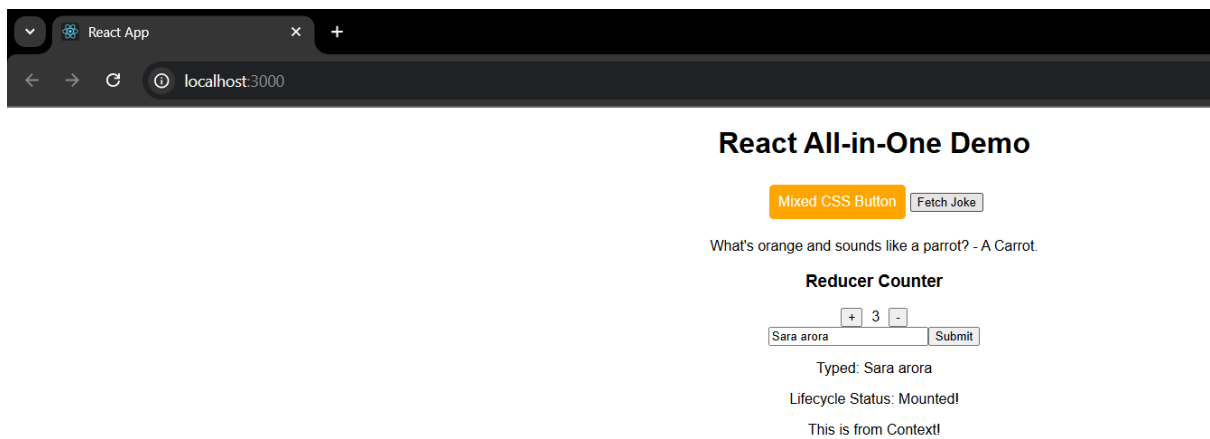 React App
localhost:3000
React All-in-One Demo
Mixed CSS Button Fetch Joke
What's orange and sounds like a parrot? - A Carrot.
Reducer Counter
+ 3 -
Sara arora Submit
Typed: Sara arora
Lifecycle Status: Mounted!
This is from Context!